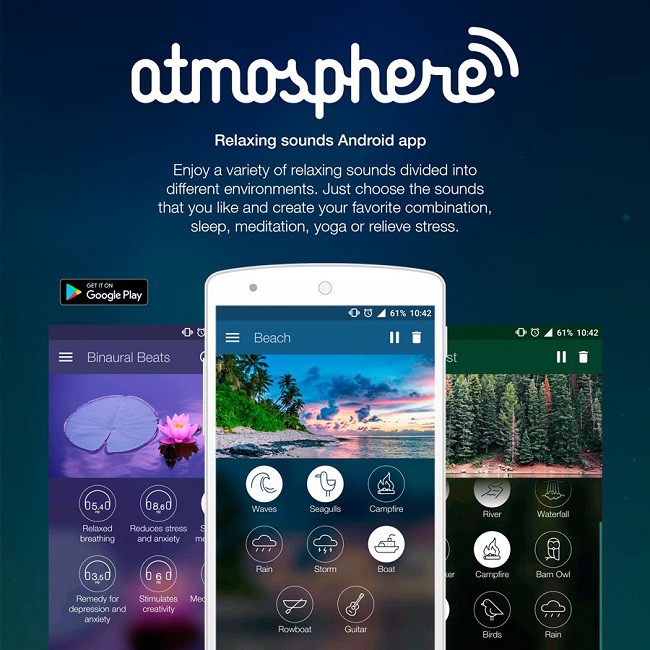 atmosphere
Relaxing sounds Android app
Enjoy a variety of relaxing sounds divided into
different environments. Just choose the sounds
that you like and create your favorite combination,
sleep, meditation, yoga or relieve stress.
GET IT ON
Google Play
61% 10:42
Beach
Waves
Seagulls
Campfire
Rain
Storm
Boat
Rowboat
Guitar
Binaural Beats
5,4
Hz
8,6
Hz
Relaxed
breathing
Reduces stress
and anxiety
3,5
Hz
6
Hz
Remedy for
depression and
anxiety
Stimulates
creativity
61% 10:42
st
River
Waterfall
Campfire
Barn Owl
Birds
Rain